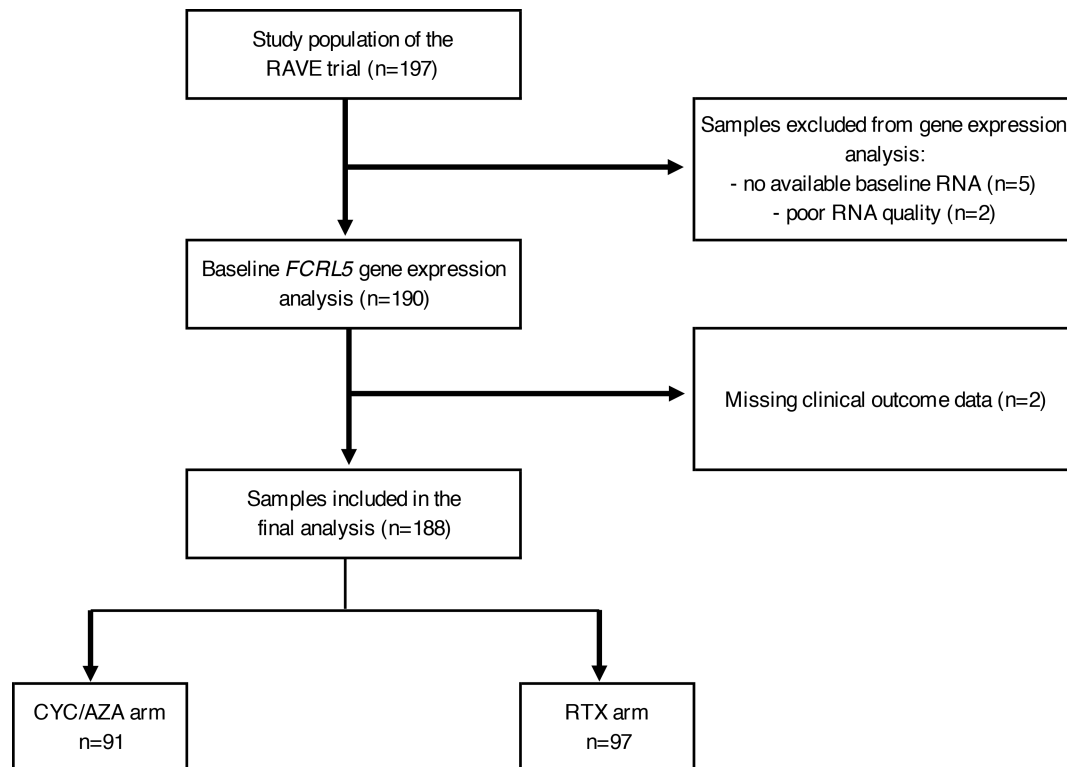 Study population of the
RAVE trial (n=197)
Samples excluded from gene expression
analysis:
- no available baseline RNA (n=5)
- poor RNA quality (n=2)
Baseline FCRL5 gene expression
analysis (n=190)
Missing clinical outcome data (n=2)
Samples included in the
final analysis (n=188)
CYC/AZA arm
n=91
RTX arm
n=97